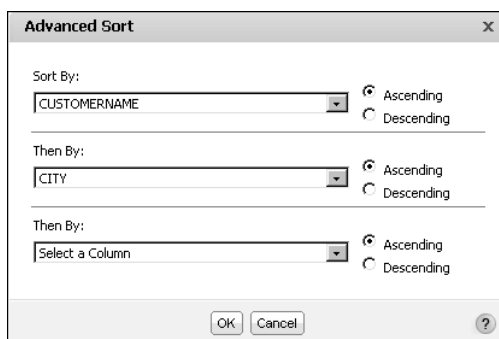 Advanced Sort x
Sort By:
CUSTOMERNAME
Ascending
Descending
Then By:
CITY
Ascending
Descending
Then By:
Select a Column
Ascending
Descending
OK Cancel ?